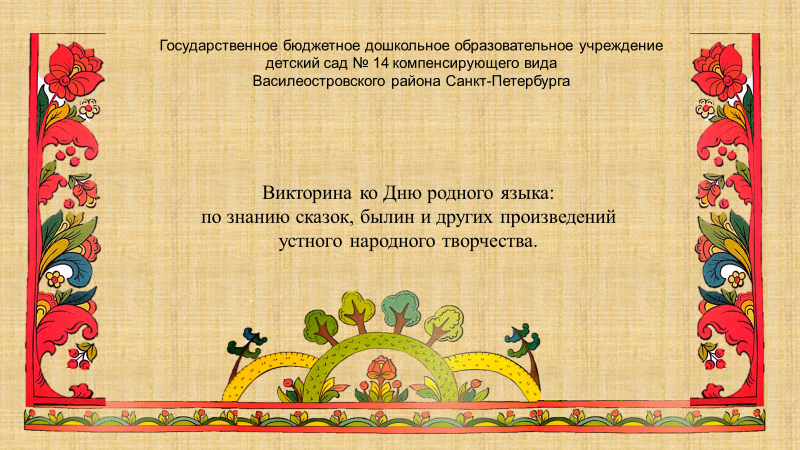 Государственное бюджетное дошкольное образовательное учреждение
детский сад № 14 компенсирующего вида
Василеостровского района Санкт-Петербурга
Викторина ко Дню родного языка:
по знанию сказок, былин и других произведений
устного народного творчества.